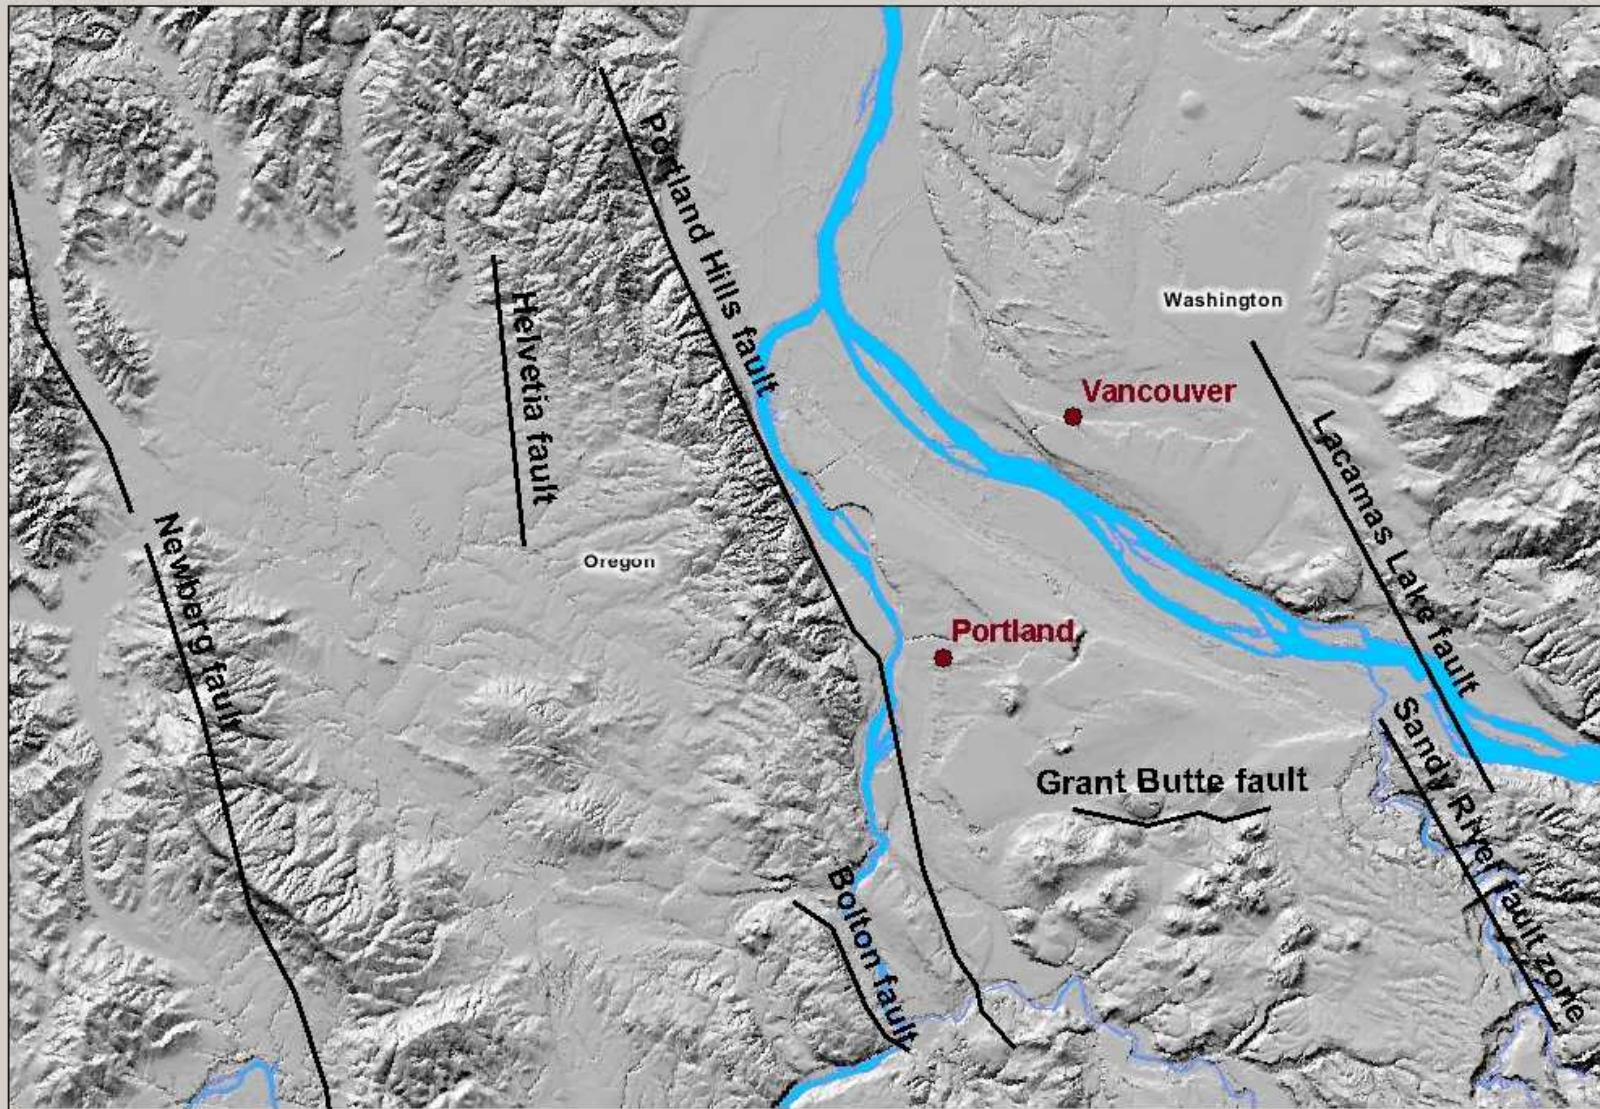 Portland Hills fault
Helvetia fault
Washington
Vancouver
Lacamas Lake fault
Newberg fault
Oregon
Portland
Sandy River fault zone
Grant Butte fault
Bolton fault